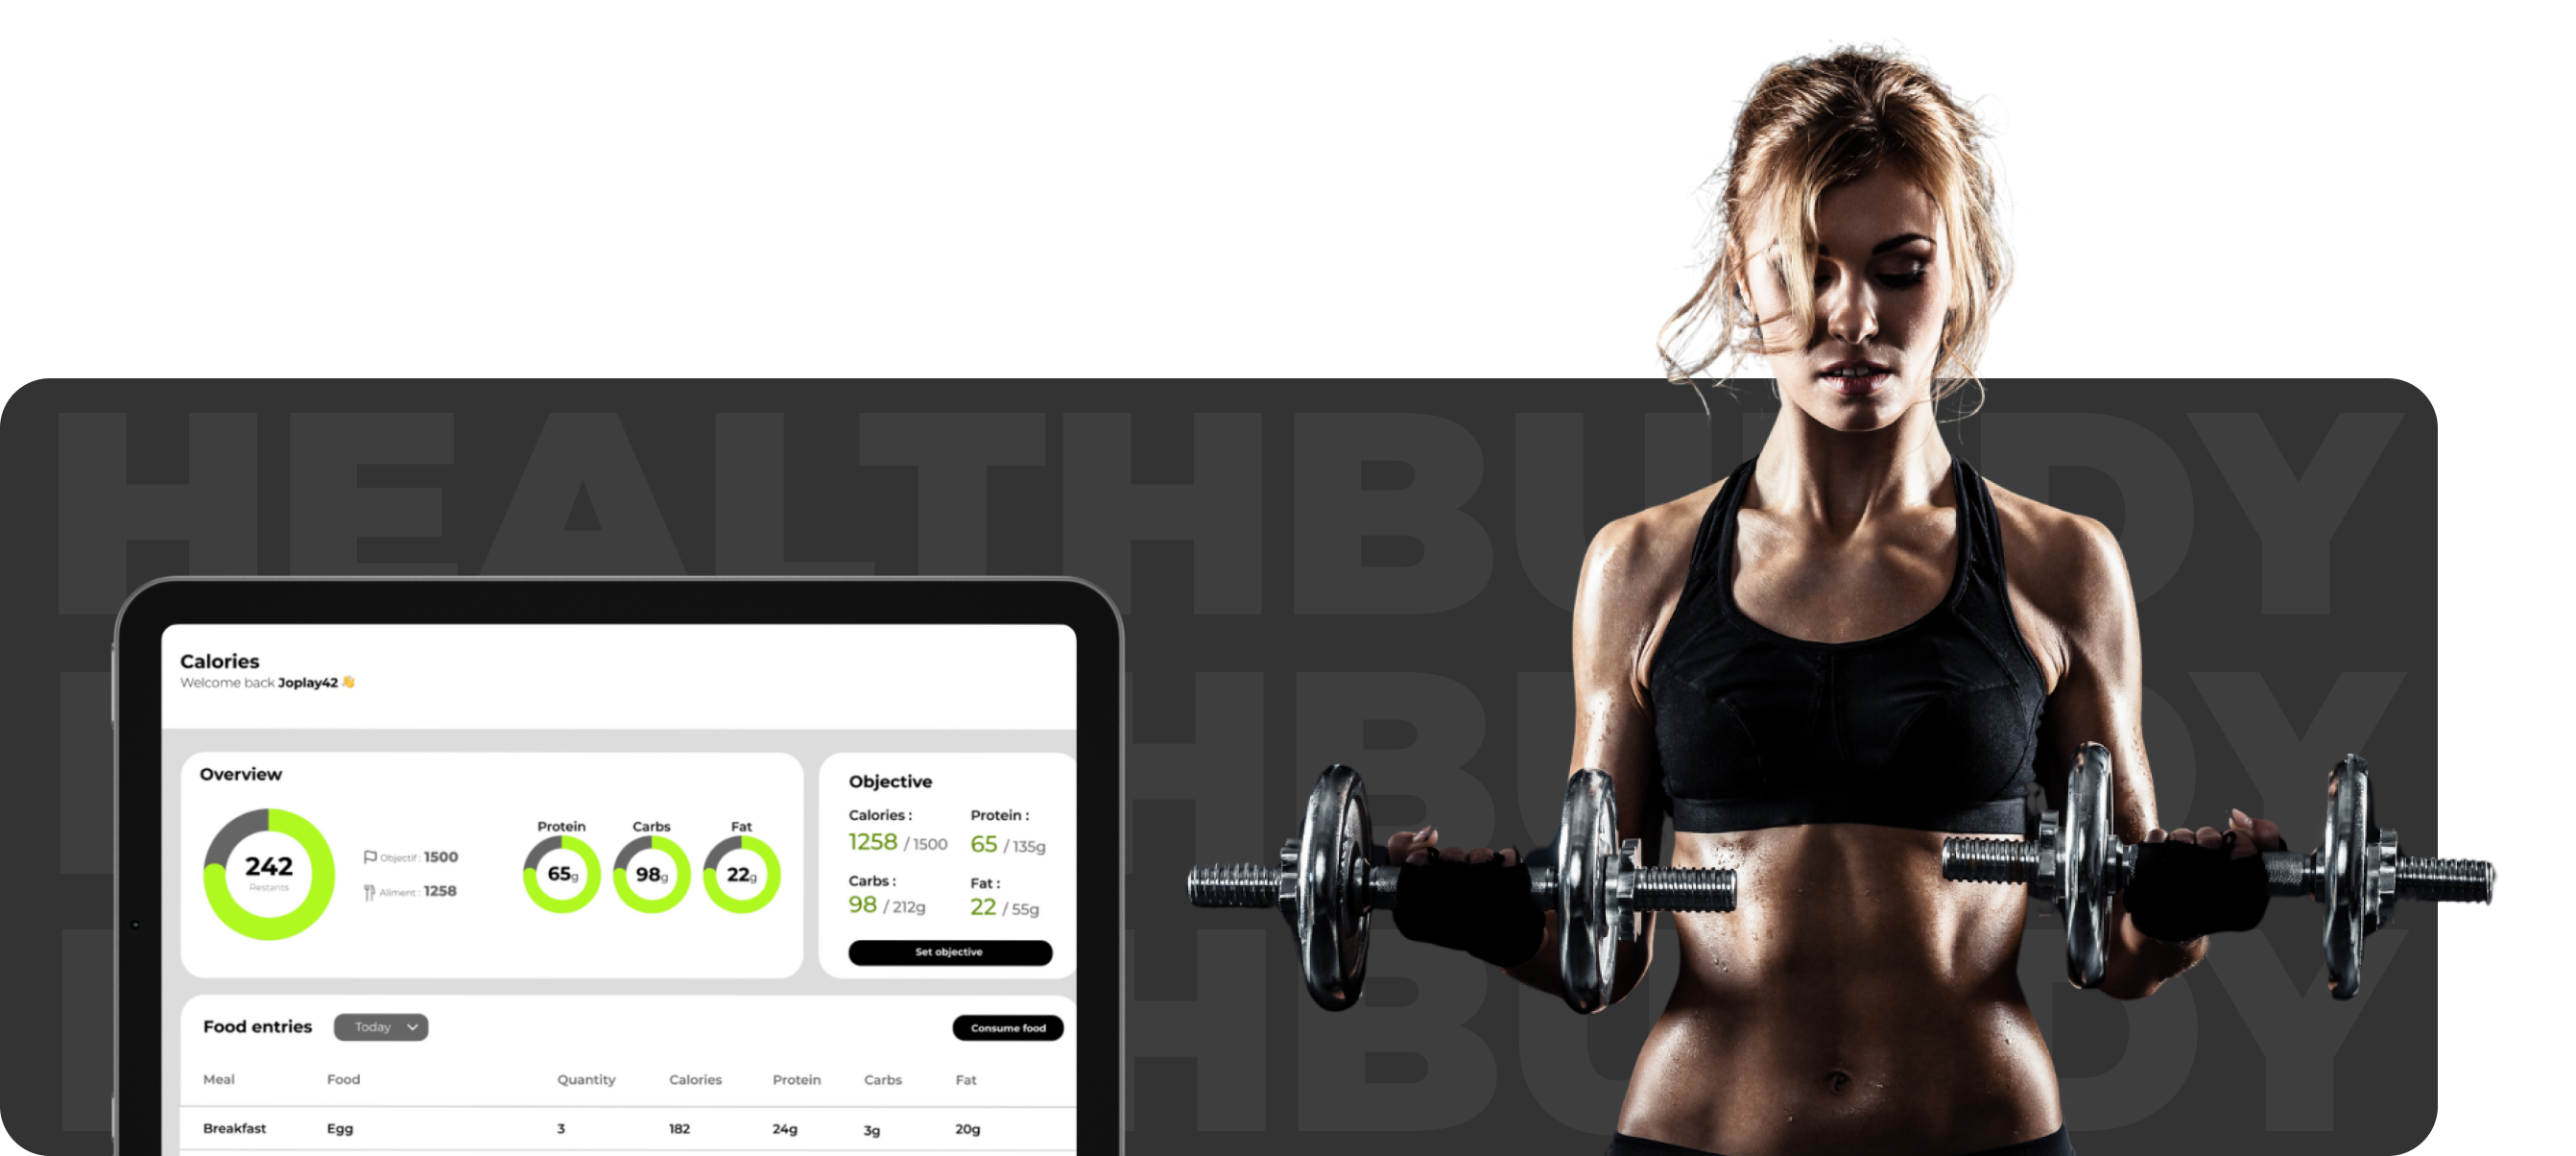 HEALTHBUDDY
Calories
Welcome back Joplay42 👋
Overview
242
Restants
Objectif : 1500
Aliment : 1258
Protein
65g
Carbs
98g
Fat
22g
Objective
Calories :
1258 / 1500
Protein :
65 / 135g
Carbs :
98 / 212g
Fat :
22 / 55g
Set objective
Food entries
Today
Consume food
Meal Food Quantity Calories Protein Carbs Fat
Breakfast Egg 3 182 24g 3g 20g